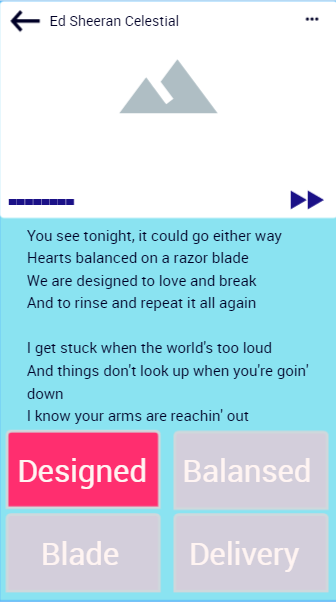 Ed Sheeran Celestial
You see tonight, it could go either way
Hearts balanced on a razor blade
We are designed to love and break
And to rinse and repeat it all again
I get stuck when the world's too loud
And things don't look up when you're goin'
down
I know your arms are reachin' out
Designed
Balansed
Blade
Delivery